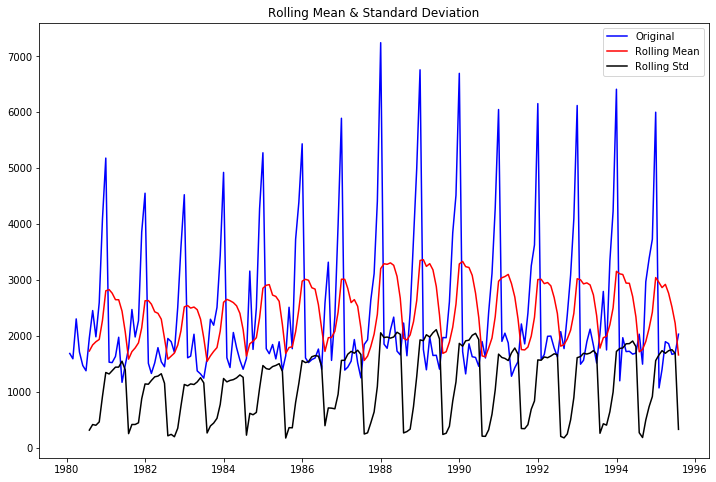 Rolling Mean & Standard Deviation
Original
Rolling Mean
Rolling Std
7000
6000
5000
4000
3000
2000
1000
0
1980 1982 1984 1986 1988 1990 1992 1994 1996